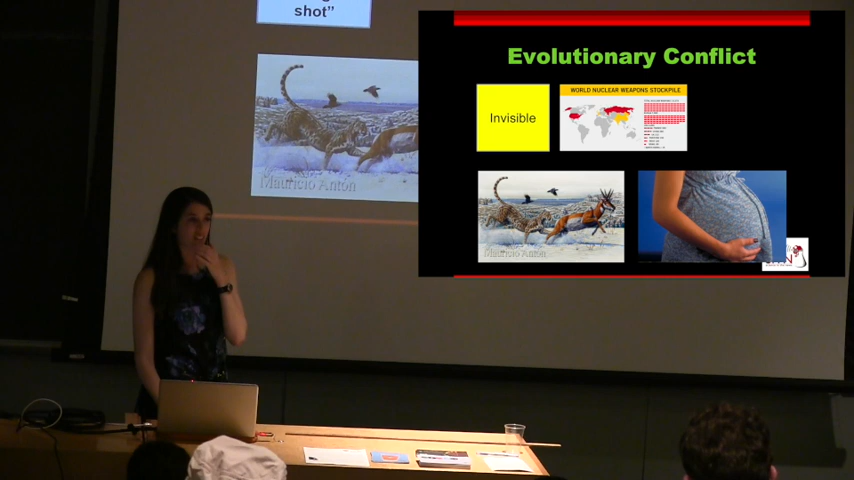 shot”
Mauricio Antón
Evolutionary Conflict
Invisible
WORLD NUCLEAR WEAPONS STOCKPILE
Mauricio Antón